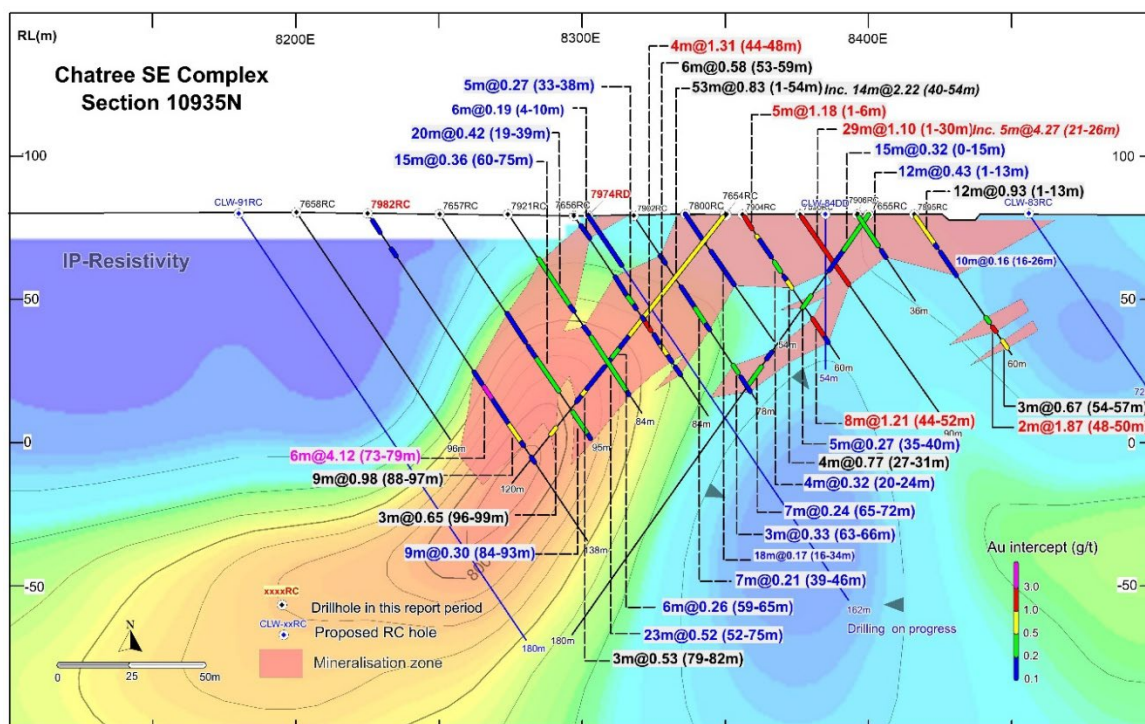 RL(m)
8200E
8300E
8400E
Chatree SE Complex
Section 10935N
4m@1.31 (44-48m)
6m@0.58 (53-59m)
5m@0.27 (33-38m)
53m@0.83 (1-54m) Inc. 14m@2.22 (40-54m)
6m@0.19 (4-10m)
5m@1.18 (1-6m)
20m@0.42 (19-39m)
29m@1.10 (1-30m) Inc. 5m@4.27 (21-26m)
15m@0.36 (60-75m)
15m@0.32 (0-15m)
12m@0.43 (1-13m)
12m@0.93 (1-13m)
100
100
CLW-91RC
7658RC
7982RC
7657RC
7921RC
7656RC
7974RD
7902RC
7800RC
7654RC
7904RC
CLW-84DD
7906RC
7655RC
7895RC
CLW-83RC
IP-Resistivity
10m@0.16 (16-26m)
50
50
36m
54m
60m
60m
54m
72
78m
84m
84m
3m@0.67 (54-57m)
8m@1.21 (44-52m)
90m
2m@1.87 (48-50m)
0
0
96m
95m
6m@4.12 (73-79m)
5m@0.27 (35-40m)
9m@0.98 (88-97m)
120m
4m@0.77 (27-31m)
4m@0.32 (20-24m)
3m@0.65 (96-99m)
7m@0.24 (65-72m)
3m@0.33 (63-66m)
9m@0.30 (84-93m)
138m
18m@0.17 (16-34m)
Au intercept (g/t)
-50
-50
7m@0.21 (39-46m)
3.0
xxxxRC
Drillhole in this report period
6m@0.26 (59-65m)
162m
1.0
CLW-xxRC
Proposed RC hole
Drilling on progress
0.5
N
180m
180m
23m@0.52 (52-75m)
0.2
Mineralisation zone
3m@0.53 (79-82m)
0.1
0
25
50m